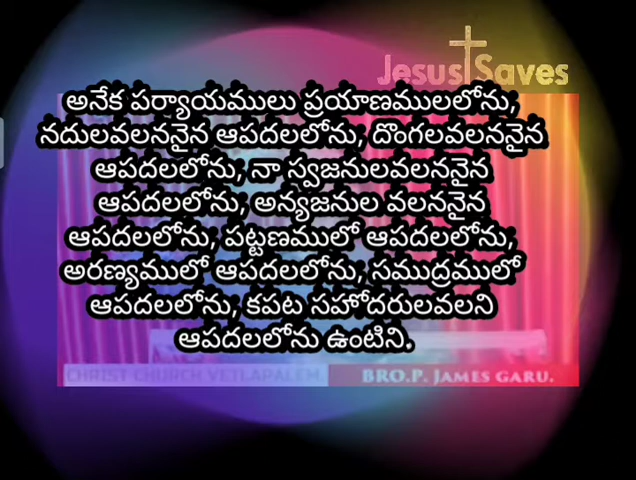 Jesus Saves
అనేక పర్యాయములు ప్రయాణములలోను,
నదులవలననైన ఆపదలలోను, దొంగలవలననైన
ఆపదలలోను, నా స్వజనులవలననైన
ఆపదలలోను, అన్యజనుల వలననైన
ఆపదలలోను, పట్టణములో ఆపదలలోను,
అరణ్యములో ఆపదలలోను, సముద్రములో
ఆపదలలోను, కపట సహోదరులవలని
ఆపదలలోను ఉంటిని.
CHRIST CHURCH VETLAPALEM. BRO.P. JAMES GARU.